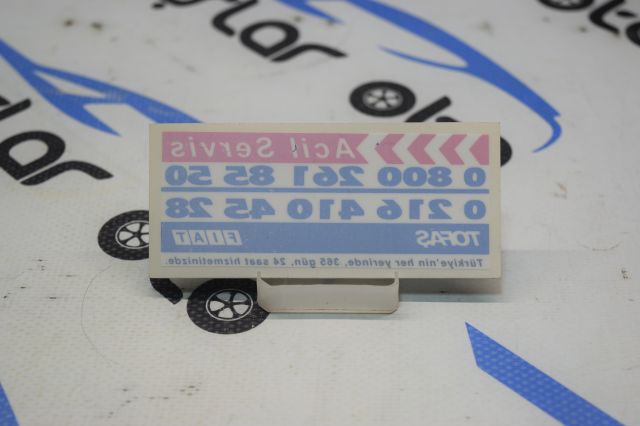 Acil Servis
0 800 261 85 50
0 216 410 45 28
TOFAŞ FIAT
Türkiye'nin her yerinde, 365 gün, 24 saat hizmetinizde.